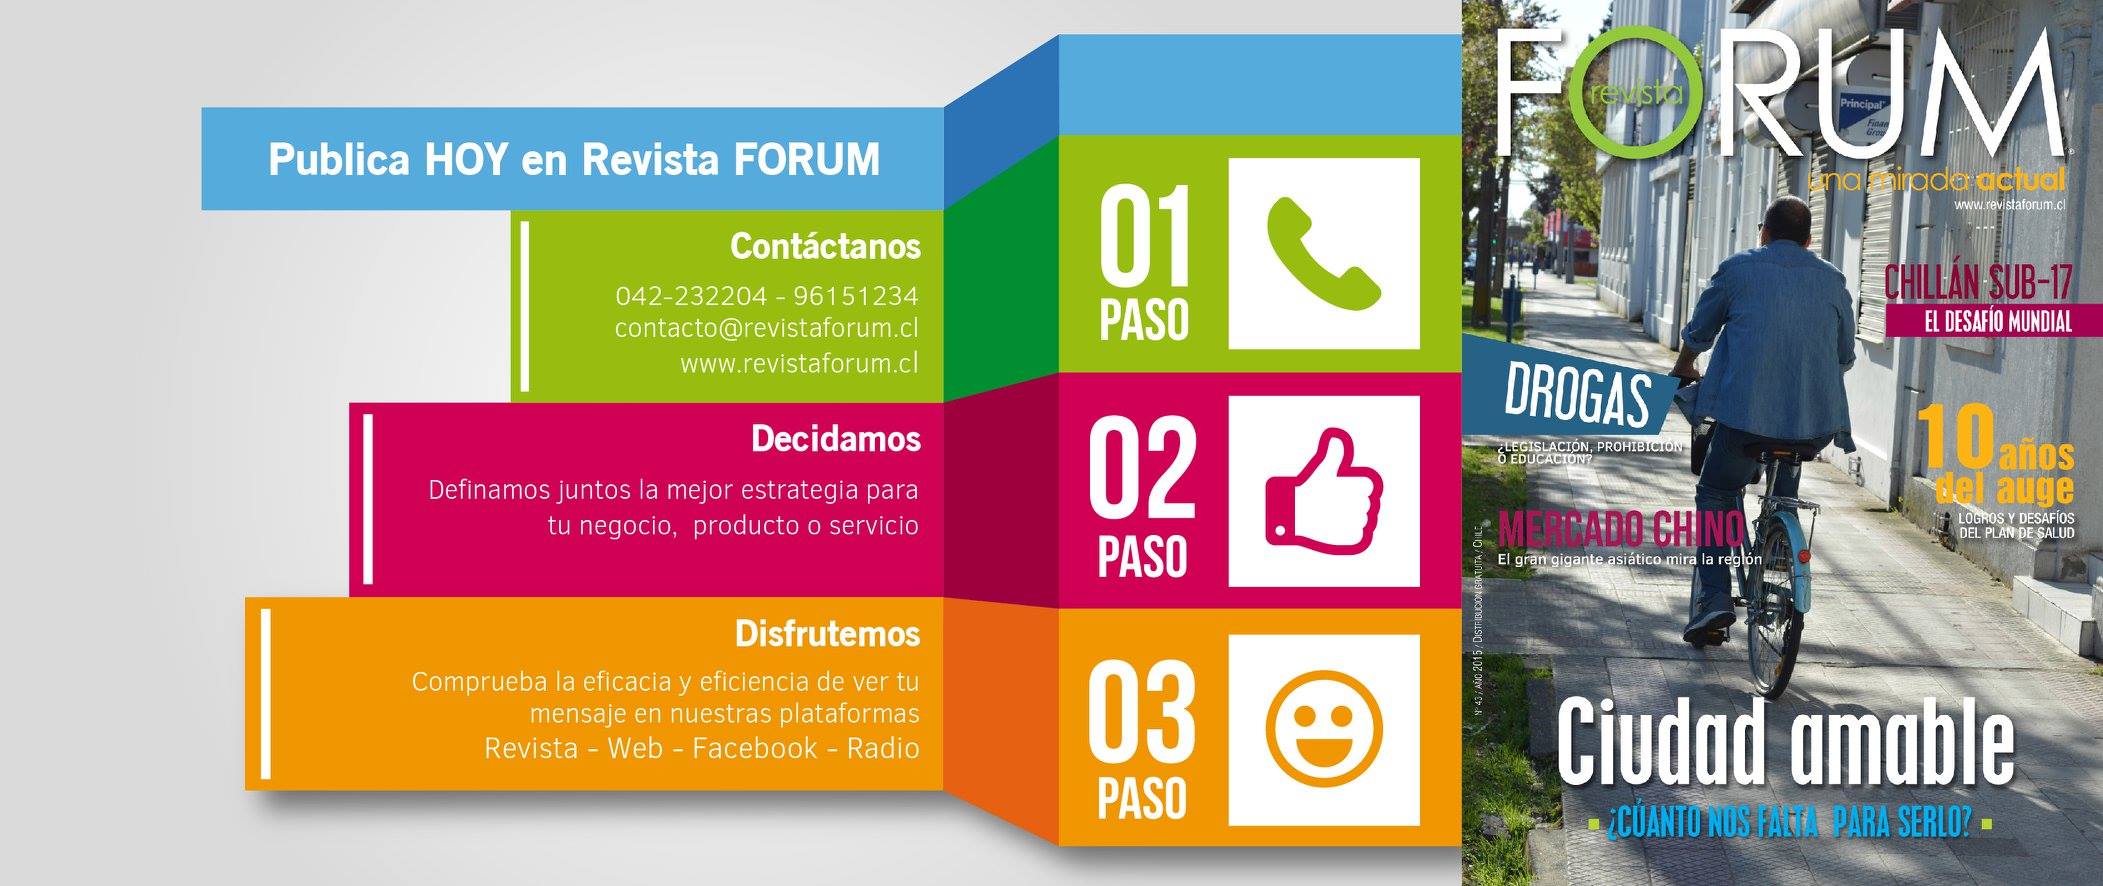 Publica HOY en Revista FORUM
Contáctanos
042-232204 - 96151234
contacto@revistaforum.cl
www.revistaforum.cl
01
PASO
Decidamos
Definamos juntos la mejor estrategia para
tu negocio, producto o servicio
02
PASO
Disfrutemos
Comprueba la eficacia y eficiencia de ver tu
mensaje en nuestras plataformas
Revista - Web - Facebook - Radio
03
PASO
FORUM
revista
una mirada actual
www.revistaforum.cl
Principal
CHILLÁN SUB-17
EL DESAFÍO MUNDIAL
DROGAS
¿LEGISLACIÓN, PROHIBICIÓN
O EDUCACIÓN?
10 años
del auge
LOGROS Y DESAFÍOS
DEL PLAN DE SALUD
MERCADO CHINO
El gran gigante asiático mira la región
Nº 43 / AÑO 2015 / DISTRIBUCIÓN GRATUITA / CHILE
Ciudad amable
¿CÚANTO NOS FALTA PARA SERLO?